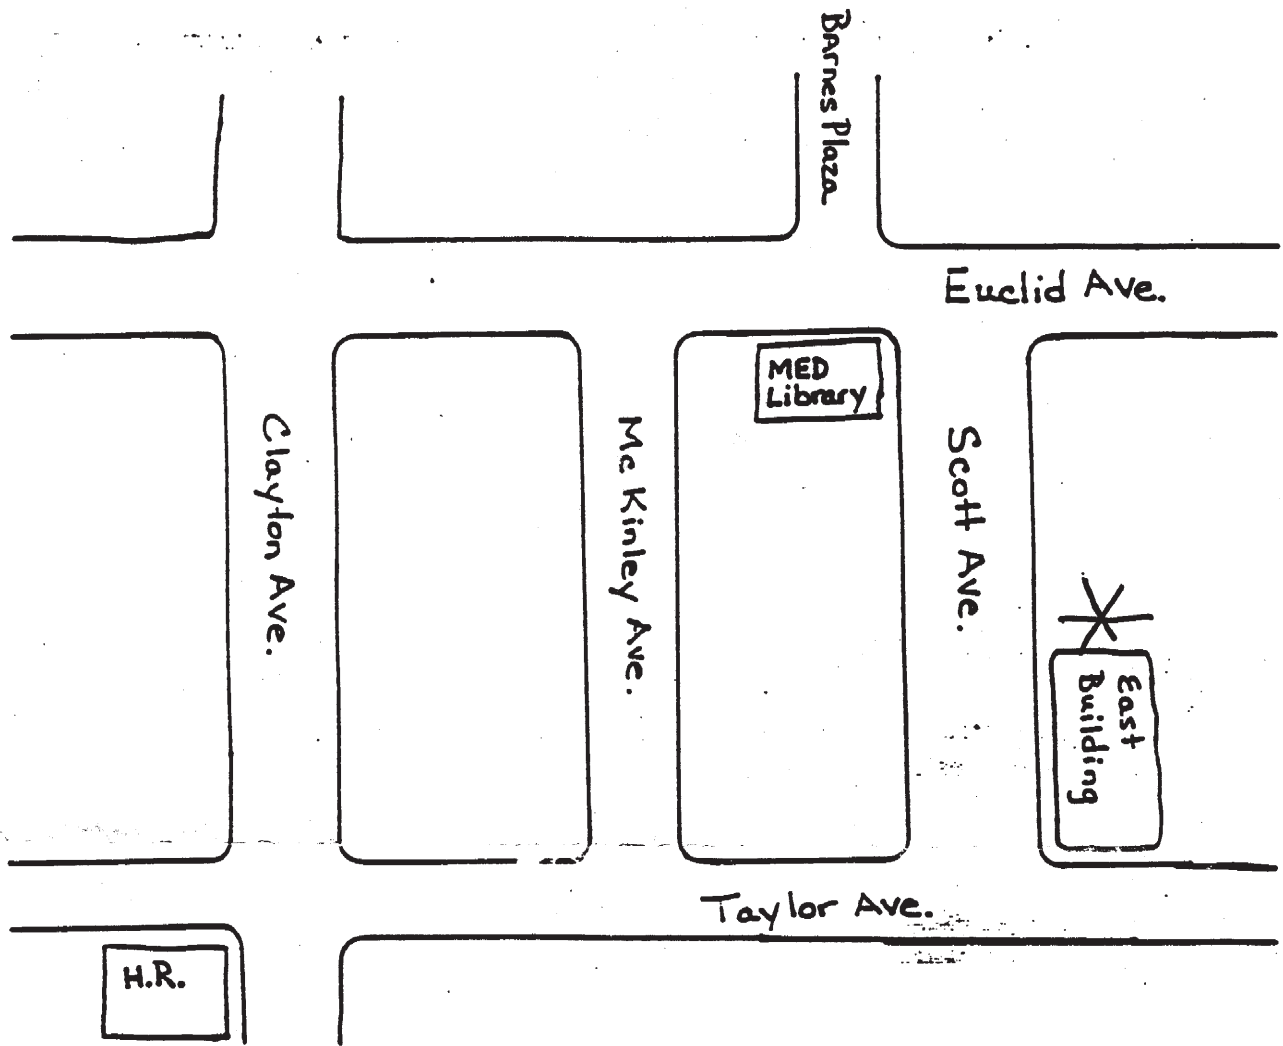 Barnes Plaza
Euclid Ave.
MED
Library
Clayton Ave.
Mc Kinley Ave.
Scott Ave.
East
Building
Taylor Ave.
H.R.